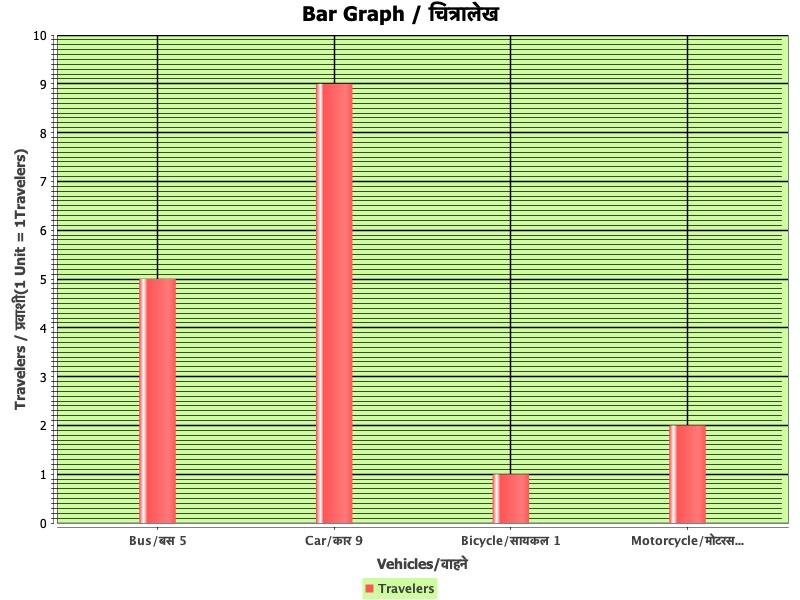 Bar Graph / चित्रालेख
Travelers / प्रवाशी(1 Unit = 1Travelers)
10
9
8
7
6
5
4
3
2
1
0
Bus/बस 5
Car/कार 9
Bicycle/सायकल 1
Motorcycle/मोटरस...
Vehicles/वाहने
Travelers